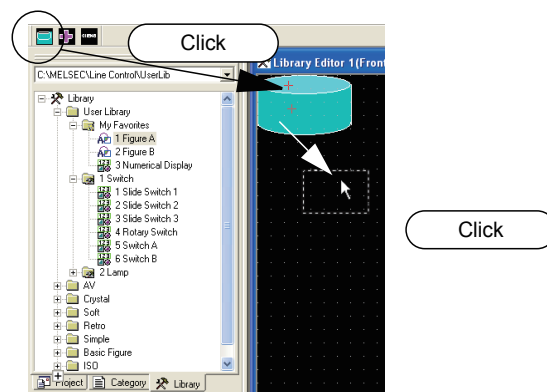 Click
C:\MELSEC\Line Control\UserLib
Library Editor 1(Front
Library
User Library
My Favorites
1 Figure A
2 Figure B
3 Numerical Display
1 Switch
1 Slide Switch 1
2 Slide Switch 2
3 Slide Switch 3
4 Rotary Switch
5 Switch A
6 Switch B
2 Lamp
AV
Crystal
Soft
Retro
Simple
Basic Figure
ISO
Project Category Library
Click